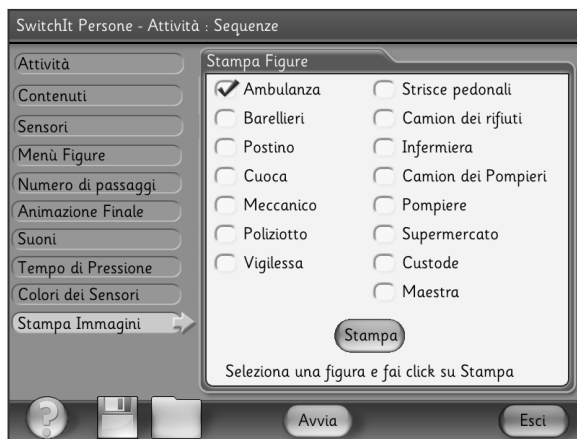 SwitchIt Persone - Attività : Sequenze
Attività
Contenuti
Sensori
Menù Figure
Numero di passaggi
Animazione Finale
Suoni
Tempo di Pressione
Colori dei Sensori
Stampa Immagini
Stampa Figure
Ambulanza
Barellieri
Postino
Cuoca
Meccanico
Poliziotto
Vigilessa
Strisce pedonali
Camion dei rifiuti
Infermiera
Camion dei Pompieri
Pompiere
Supermercato
Custode
Maestra
Stampa
Seleziona una figura e fai click su Stampa
?
Avvia
Esci